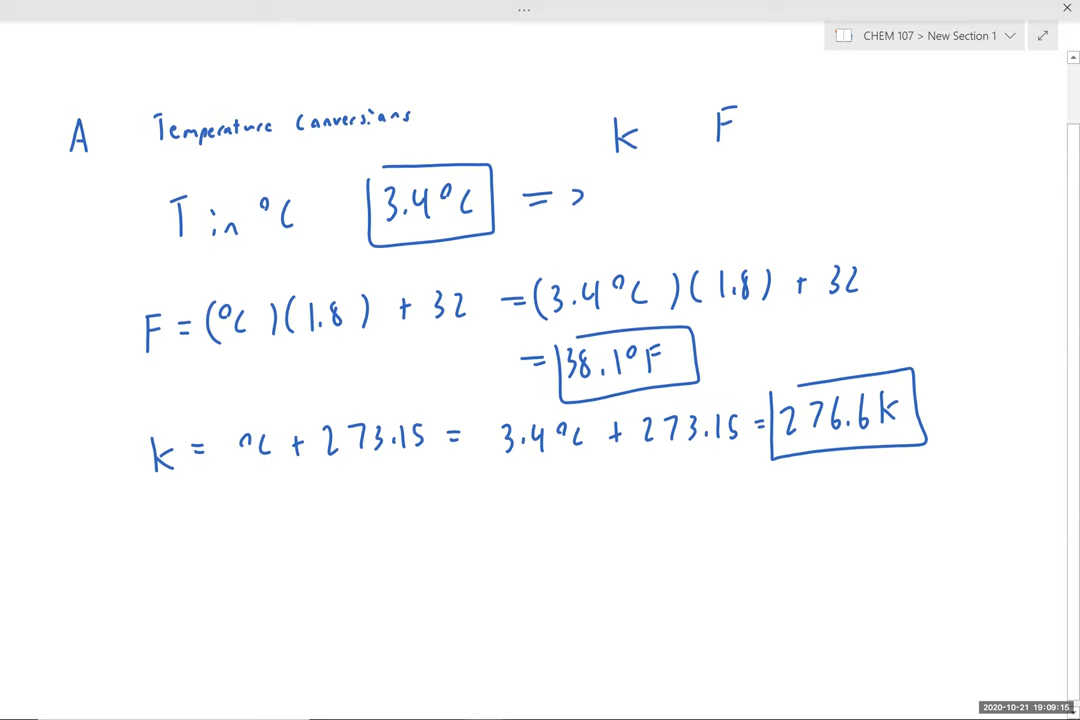 ...
CHEM 107 > New Section 1
A Temperature Conversions
K F
T in °C 3.4°C =>
F = (°C)(1.8) + 32 = (3.4°C)(1.8) + 32
= 38.1°F
K = °C + 273.15 = 3.4°C + 273.15 = 276.6K
2020-10-21 19:09:15